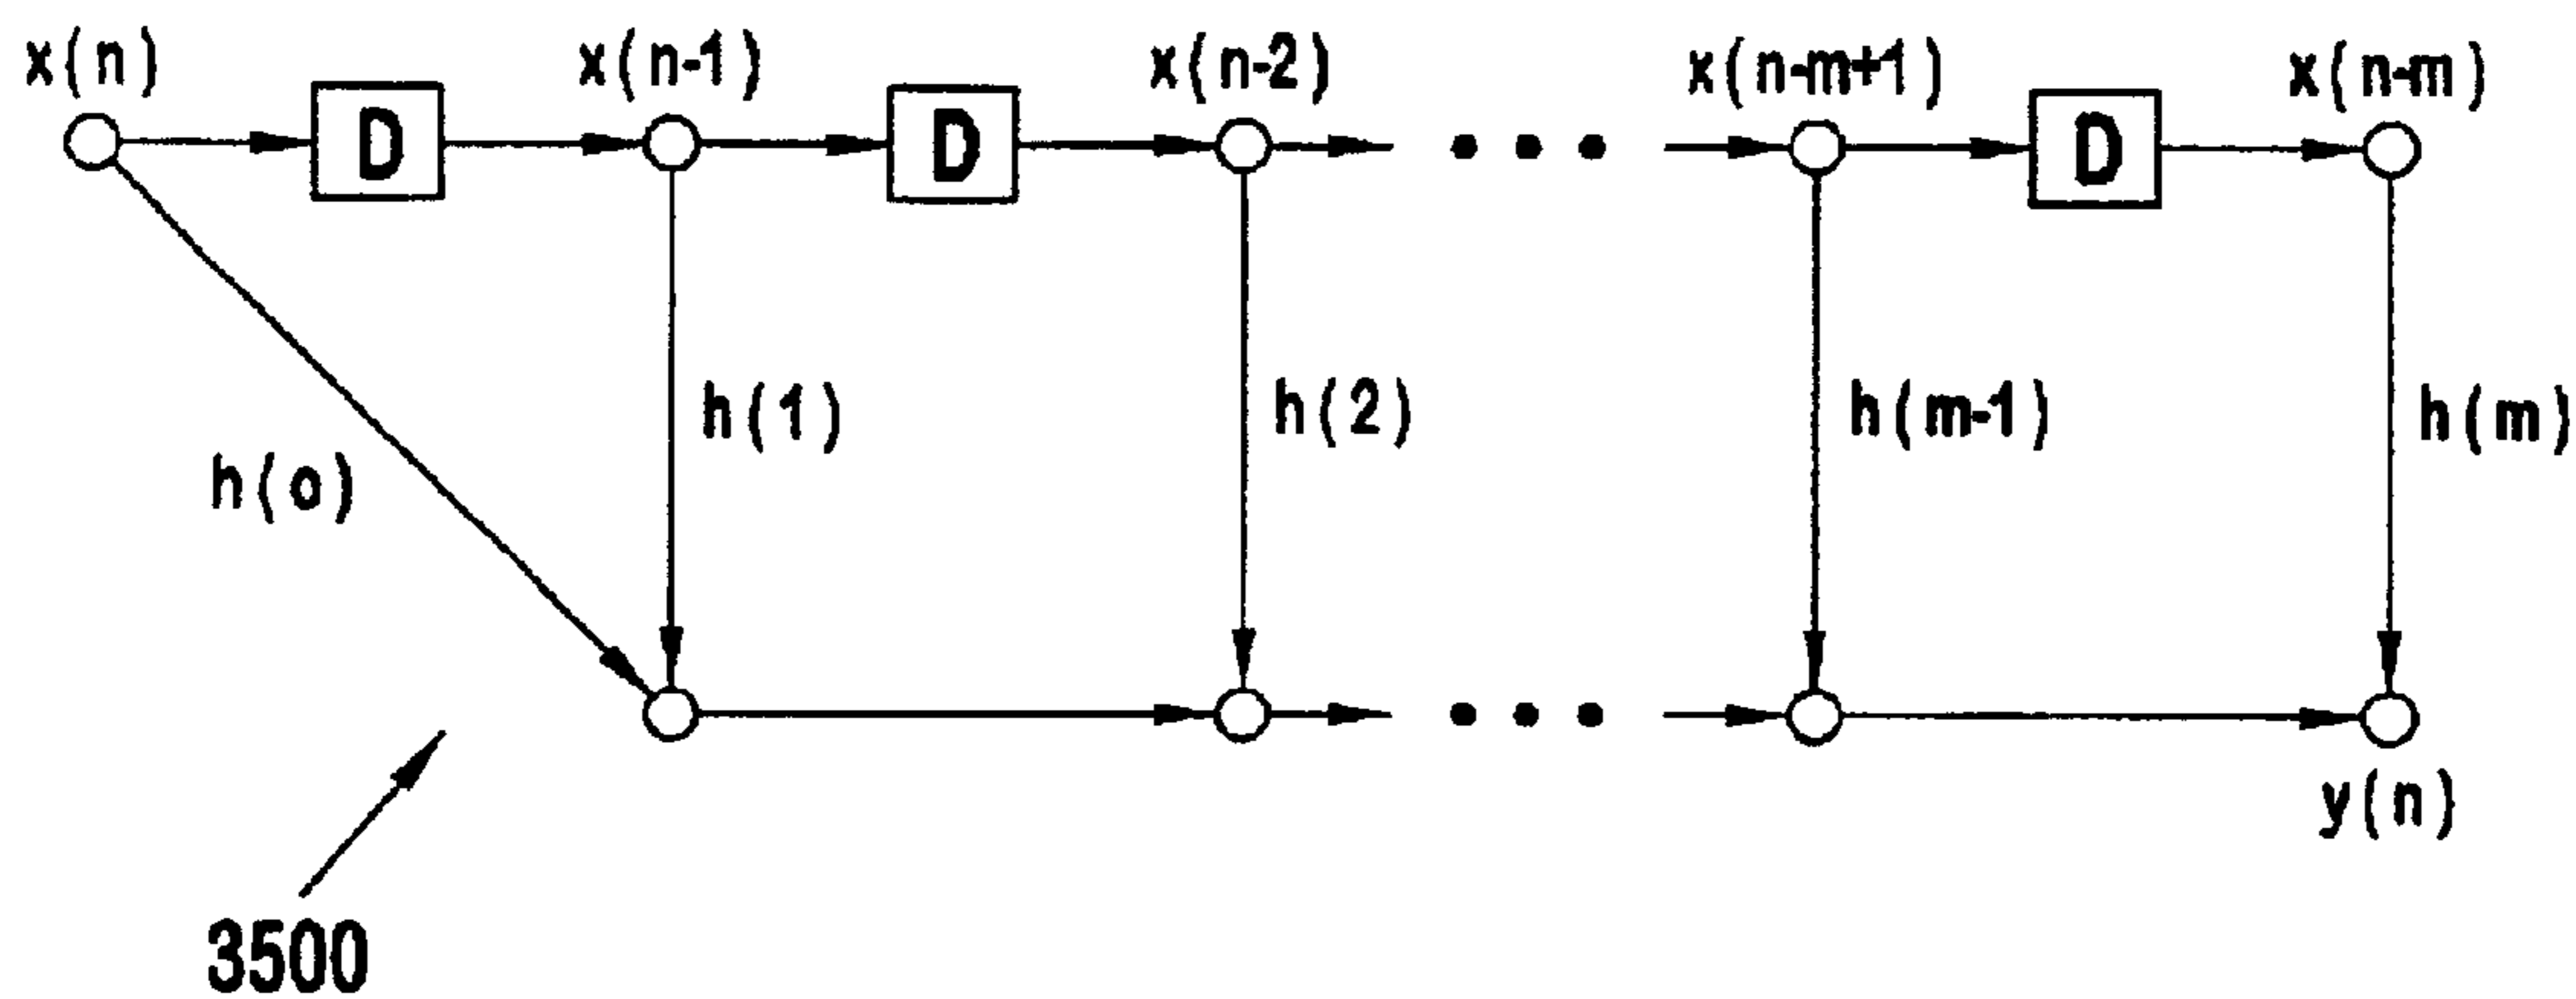 x(n) x(n-1) x(n-2) x(n-m+1) x(n-m)
D D D
h(o) h(1) h(2) h(m-1) h(m)
y(n)
3500